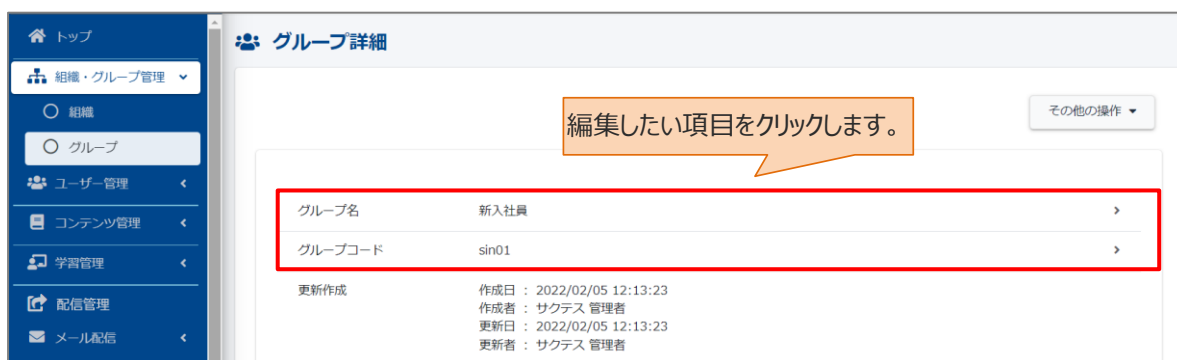 トップ
組織・グループ管理
組織
グループ
ユーザー管理
コンテンツ管理
学習管理
配信管理
メール配信
グループ詳細
その他の操作
編集したい項目をクリックします。
グループ名 新入社員
グループコード sin01
更新作成 作成日 : 2022/02/05 12:13:23
作成者 : サクテス 管理者
更新日 : 2022/02/05 12:13:23
更新者 : サクテス 管理者